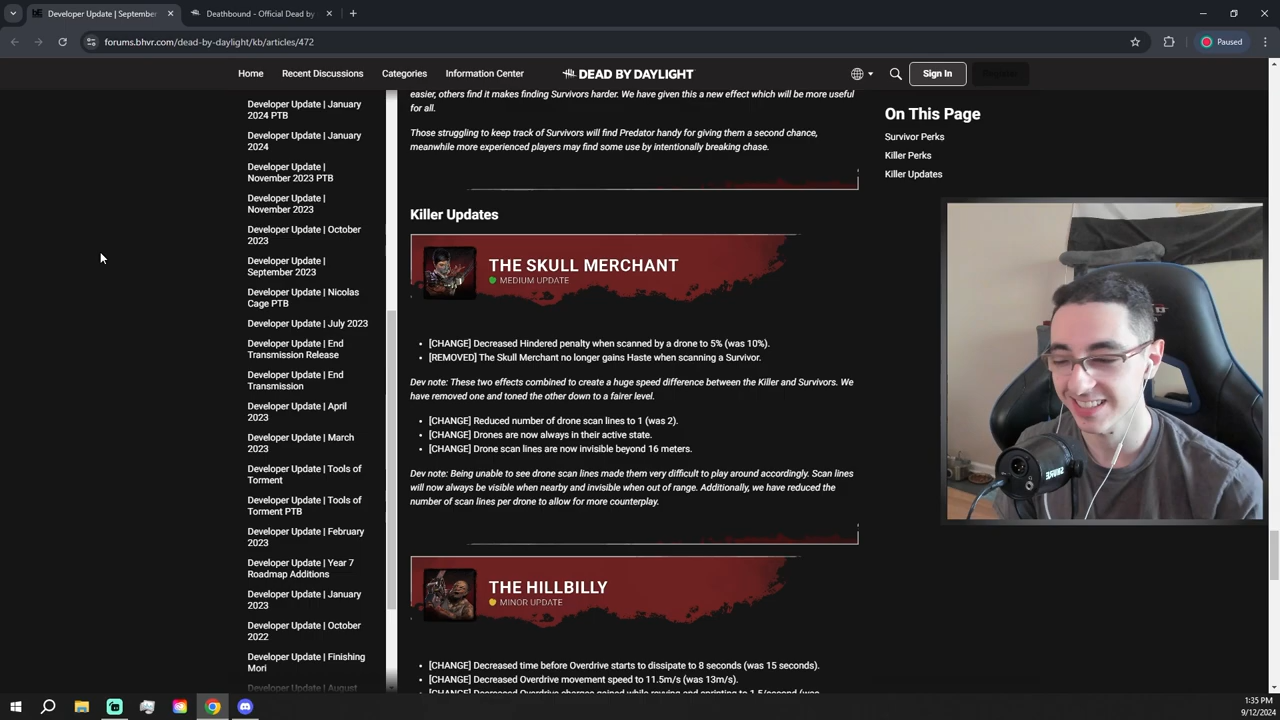 Developer Update | September
Deathbound - Official Dead by
forums.bhvr.com/dead-by-daylight/kb/articles/472
Paused
Home
Recent Discussions
Categories
Information Center
DEAD BY DAYLIGHT
Sign In
Register
Developer Update | January
2024 PTB
Developer Update | January
2024
Developer Update |
November 2023 PTB
Developer Update |
November 2023
Developer Update | October
2023
Developer Update |
September 2023
Developer Update | Nicolas
Cage PTB
Developer Update | July 2023
Developer Update | End
Transmission Release
Developer Update | End
Transmission
Developer Update | April
2023
Developer Update | March
2023
Developer Update | Tools of
Torment
Developer Update | Tools of
Torment PTB
Developer Update | February
2023
Developer Update | Year 7
Roadmap Additions
Developer Update | January
2023
Developer Update | October
2022
Developer Update | Finishing
Mori
Developer Update | August
easier, others find it makes finding Survivors harder. We have given this a new effect which will be more useful
for all.
Those struggling to keep track of Survivors will find Predator handy for giving them a second chance,
meanwhile more experienced players may find some use by intentionally breaking chase.
Killer Updates
THE SKULL MERCHANT
MEDIUM UPDATE
• [CHANGE] Decreased Hindered penalty when scanned by a drone to 5% (was 10%).
• [REMOVED] The Skull Merchant no longer gains Haste when scanning a Survivor.
Dev note: These two effects combined to create a huge speed difference between the Killer and Survivors. We
have removed one and toned the other down to a fairer level.
• [CHANGE] Reduced number of drone scan lines to 1 (was 2).
• [CHANGE] Drones are now always in their active state.
• [CHANGE] Drone scan lines are now invisible beyond 16 meters.
Dev note: Being unable to see drone scan lines made them very difficult to play around accordingly. Scan lines
will now always be visible when nearby and invisible when out of range. Additionally, we have reduced the
number of scan lines per drone to allow for more counterplay.
THE HILLBILLY
MINOR UPDATE
• [CHANGE] Decreased time before Overdrive starts to dissipate to 8 seconds (was 15 seconds).
• [CHANGE] Decreased Overdrive movement speed to 11.5m/s (was 13m/s).
• [CHANGE] Decreased Overdrive charges gained while revving and sprinting to 1.5/second (was
On This Page
Survivor Perks
Killer Perks
Killer Updates
1:35 PM
9/12/2024